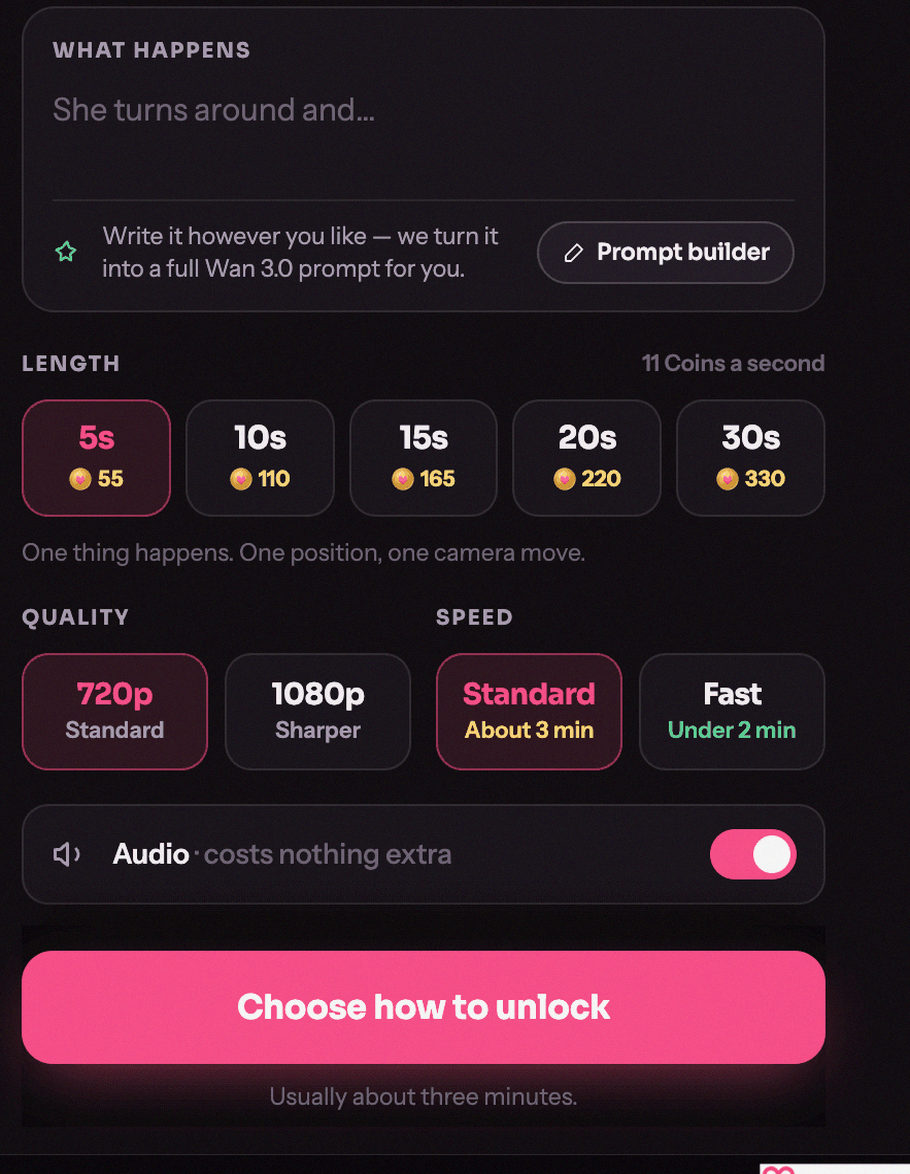 WHAT HAPPENS
She turns around and...
Write it however you like — we turn it
into a full Wan 3.0 prompt for you.
Prompt builder
LENGTH
11 Coins a second
5s
55
10s
110
15s
165
20s
220
30s
330
One thing happens. One position, one camera move.
QUALITY
SPEED
720p
Standard
1080p
Sharper
Standard
About 3 min
Fast
Under 2 min
Audio · costs nothing extra
Choose how to unlock
Usually about three minutes.